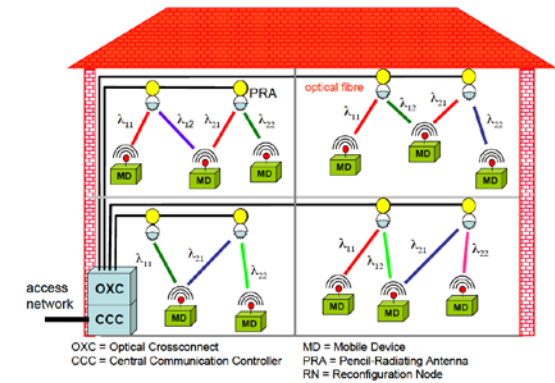 PRA
optical fibre
λ11 λ12 λ21 λ22
λ11 λ12 λ21 λ22
MD MD MD
MD MD MD
λ11 λ21 λ22
λ11 λ12 λ21 λ22
MD MD
MD MD MD
OXC
access
network
CCC
OXC = Optical Crossconnect
CCC = Central Communication Controller
MD = Mobile Device
PRA = Pencil-Radiating Antenna
RN = Reconfiguration Node